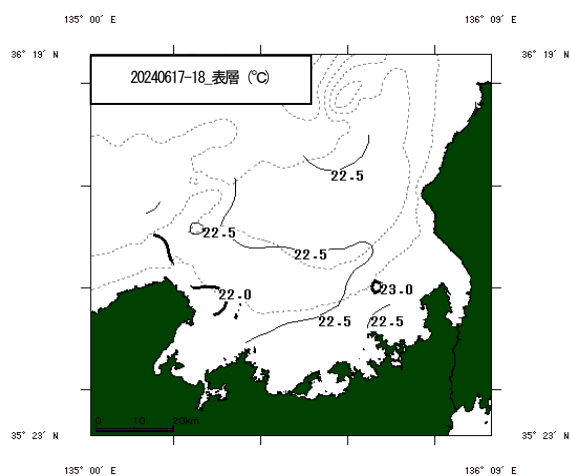 135° 00′ E 136° 09′ E
36° 19′ N 36° 19′ N
20240617-18_表層 (℃)
22.5
22.5
22.5
22.0
23.0
22.5
22.5
0 10 20km
35° 23′ N 35° 23′ N
135° 00′ E 136° 09′ E